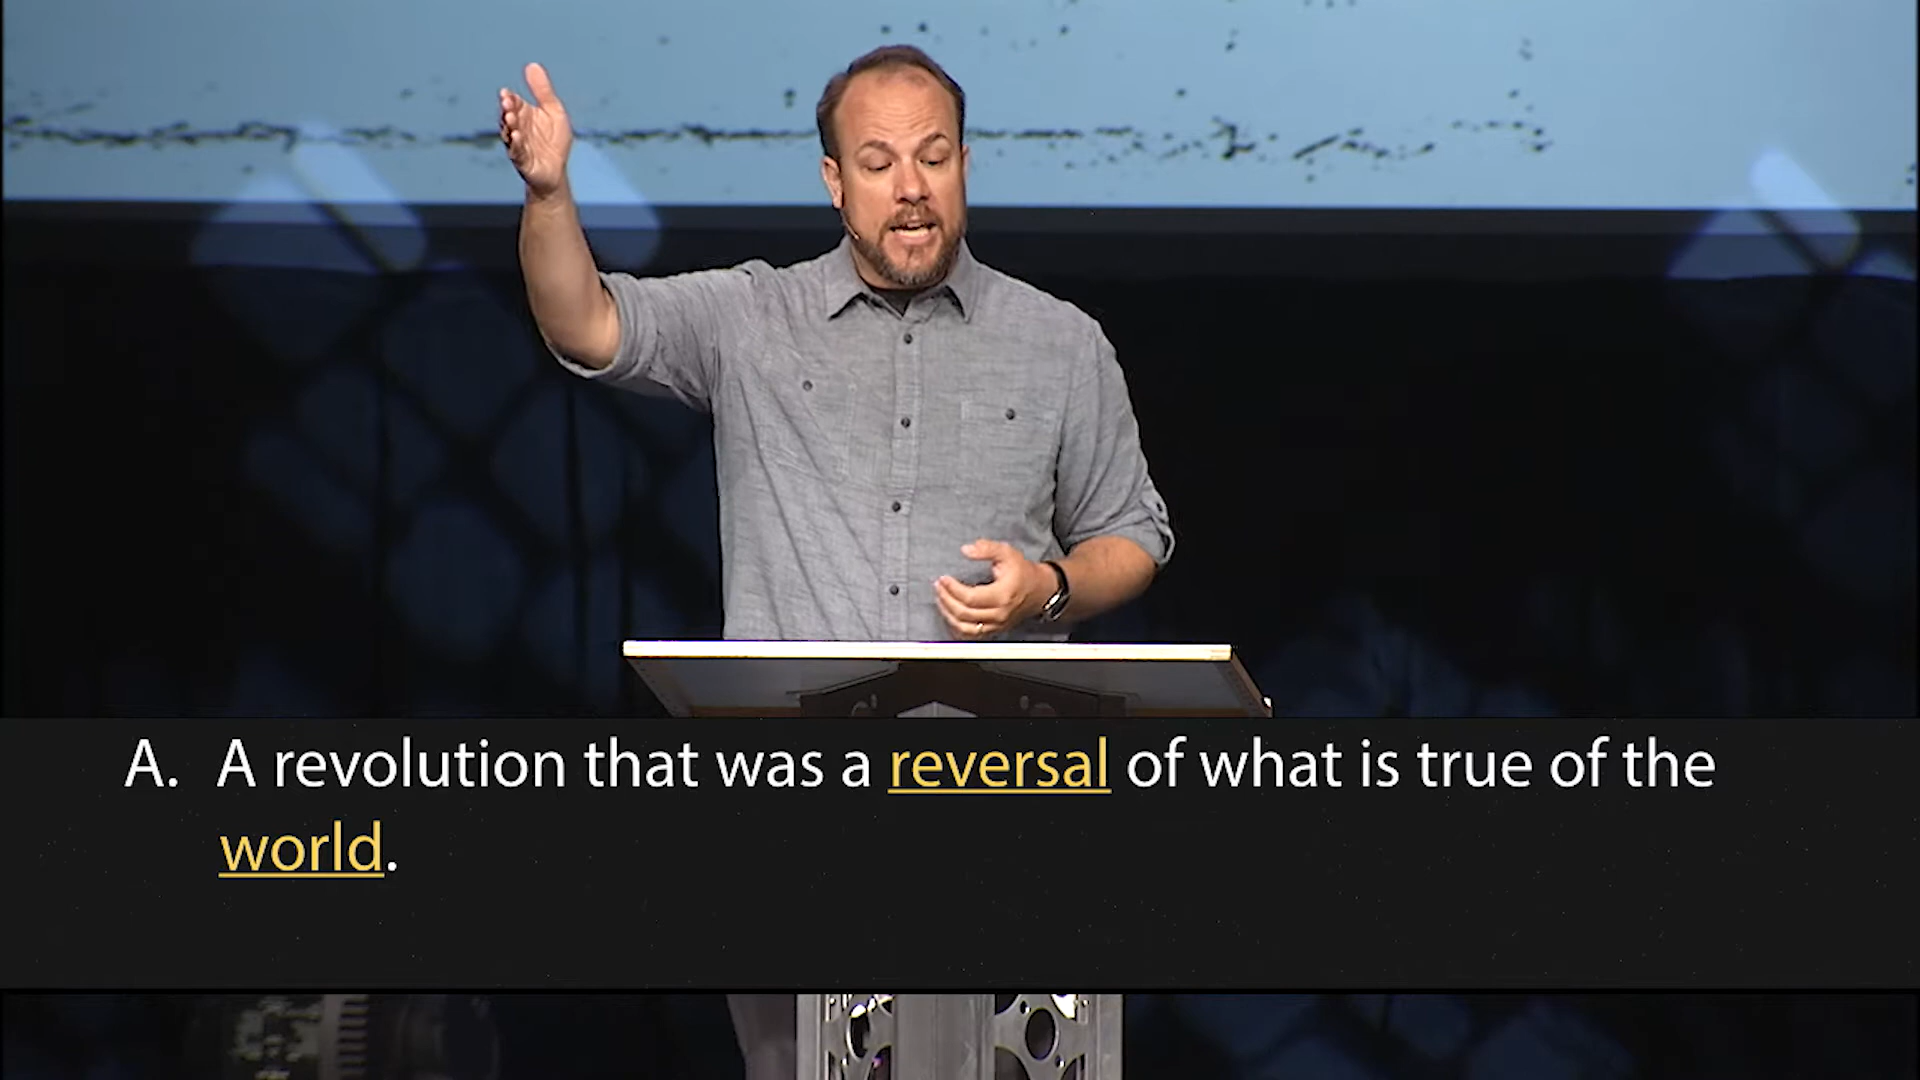 A. A revolution that was a reversal of what is true of the
world.